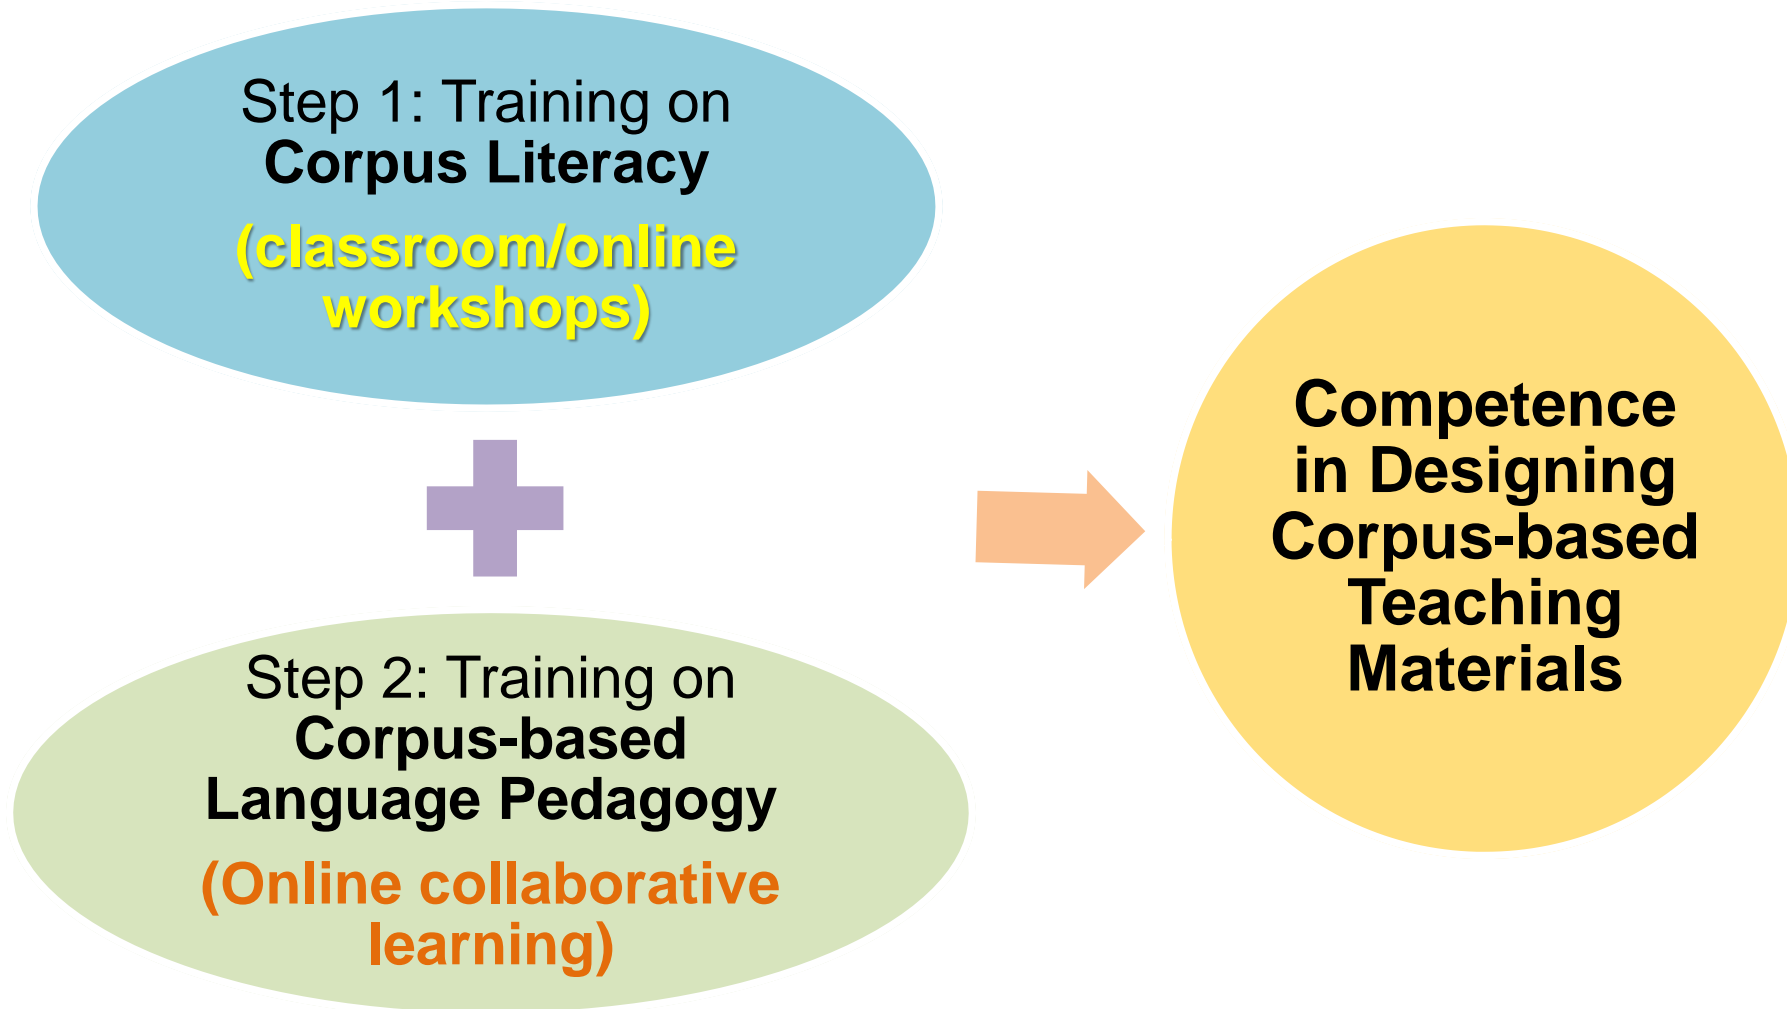 Step 1: Training on
Corpus Literacy
(classroom/online
workshops)
Step 2: Training on
Corpus-based
Language Pedagogy
(Online collaborative
learning)
Competence
in Designing
Corpus-based
Teaching
Materials